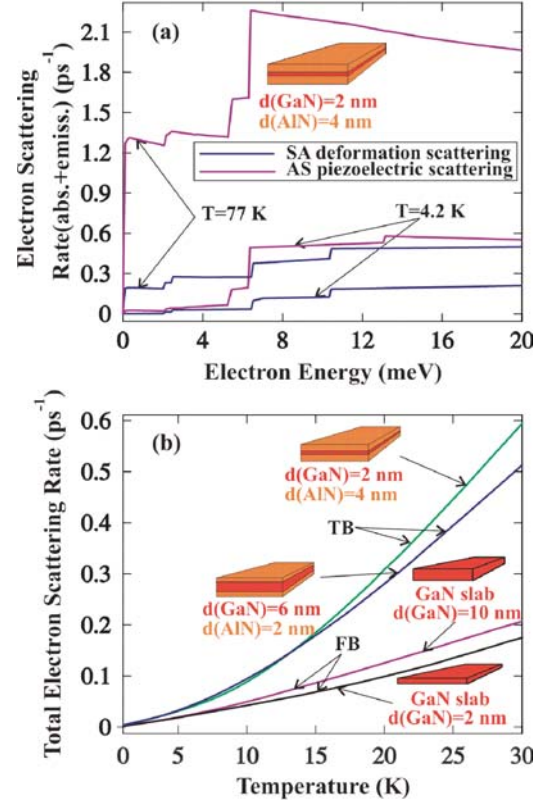 (a)
d(GaN)=2 nm
d(AlN)=4 nm
SA deformation scattering
AS piezoelectric scattering
T=77 K
T=4.2 K
Electron Scattering
Rate(abs.+emiss.) (ps-1)
2.1
1.8
1.5
1.2
0.9
0.6
0.3
0
0 4 8 12 16 20
Electron Energy (meV)
(b)
d(GaN)=2 nm
d(AlN)=4 nm
TB
d(GaN)=6 nm
d(AlN)=2 nm
GaN slab
d(GaN)=10 nm
FB
GaN slab
d(GaN)=2 nm
Total Electron Scattering Rate (ps-1)
0.6
0.5
0.4
0.3
0.2
0.1
0
0 5 10 15 20 25 30
Temperature (K)